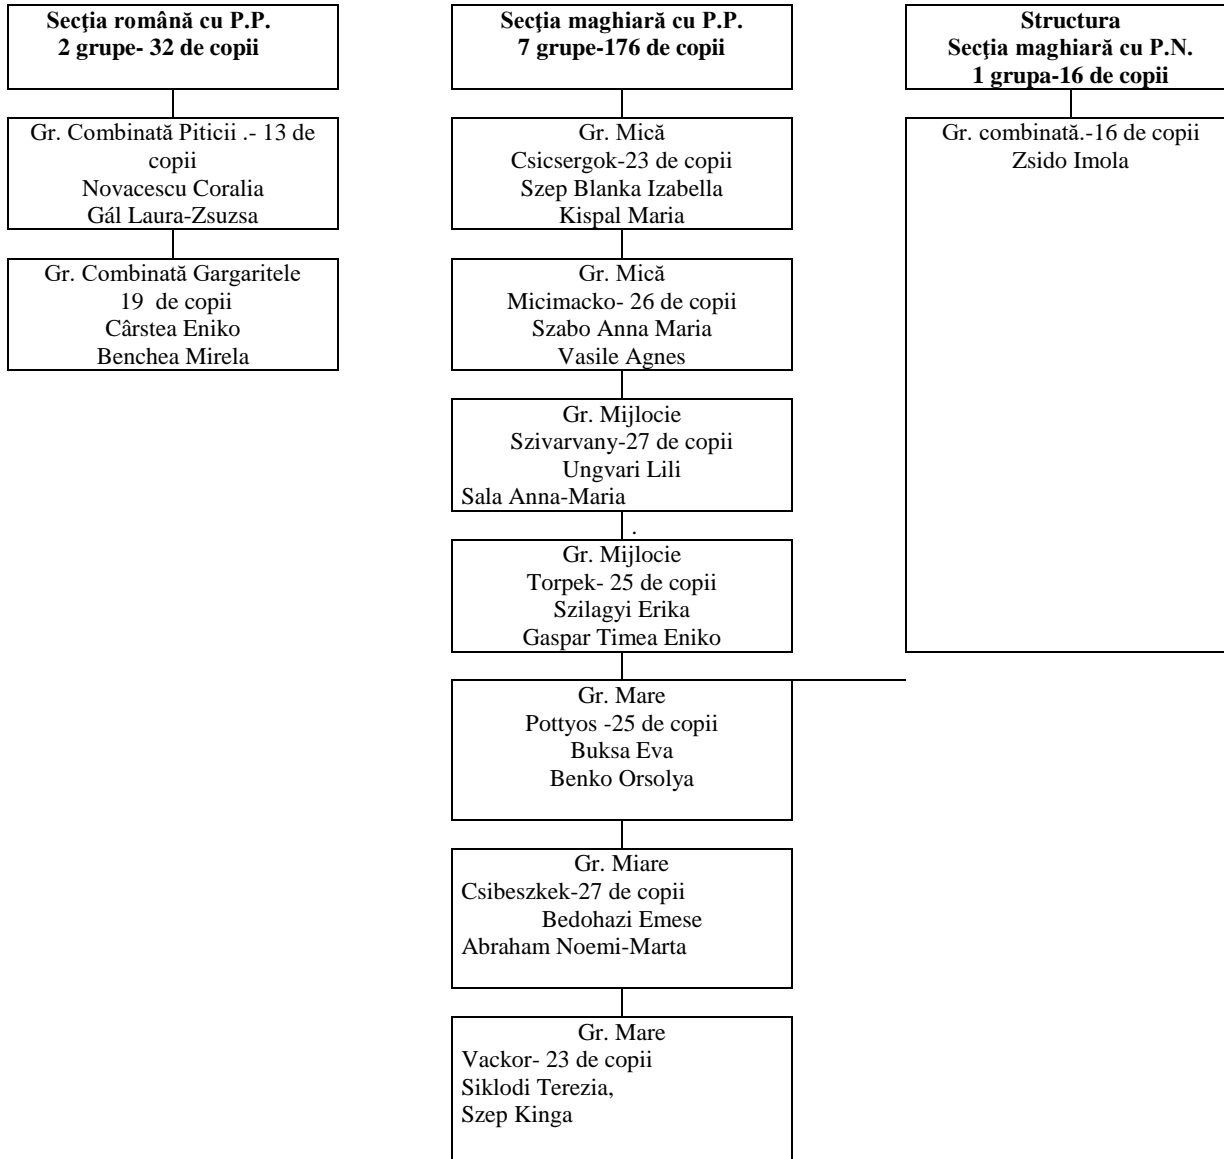 Secţia română cu P.P.
2 grupe- 32 de copii
Gr. Combinată Piticii .- 13 de
copii
Novacescu Coralia
Gál Laura-Zsuzsa
Gr. Combinată Gargaritele
19 de copii
Cârstea Eniko
Benchea Mirela
Secţia maghiară cu P.P.
7 grupe-176 de copii
Gr. Mică
Csicsergok-23 de copii
Szep Blanka Izabella
Kispal Maria
Gr. Mică
Micimacko- 26 de copii
Szabo Anna Maria
Vasile Agnes
Gr. Mijlocie
Szivarvany-27 de copii
Ungvari Lili
Sala Anna-Maria
.
Gr. Mijlocie
Torpek- 25 de copii
Szilagyi Erika
Gaspar Timea Eniko
Gr. Mare
Pottyos -25 de copii
Buksa Eva
Benko Orsolya
Gr. Miare
Csibeszkek-27 de copii
Bedohazi Emese
Abraham Noemi-Marta
Gr. Mare
Vackor- 23 de copii
Siklodi Terezia,
Szep Kinga
Structura
Secţia maghiară cu P.N.
1 grupa-16 de copii
Gr. combinată.-16 de copii
Zsido Imola